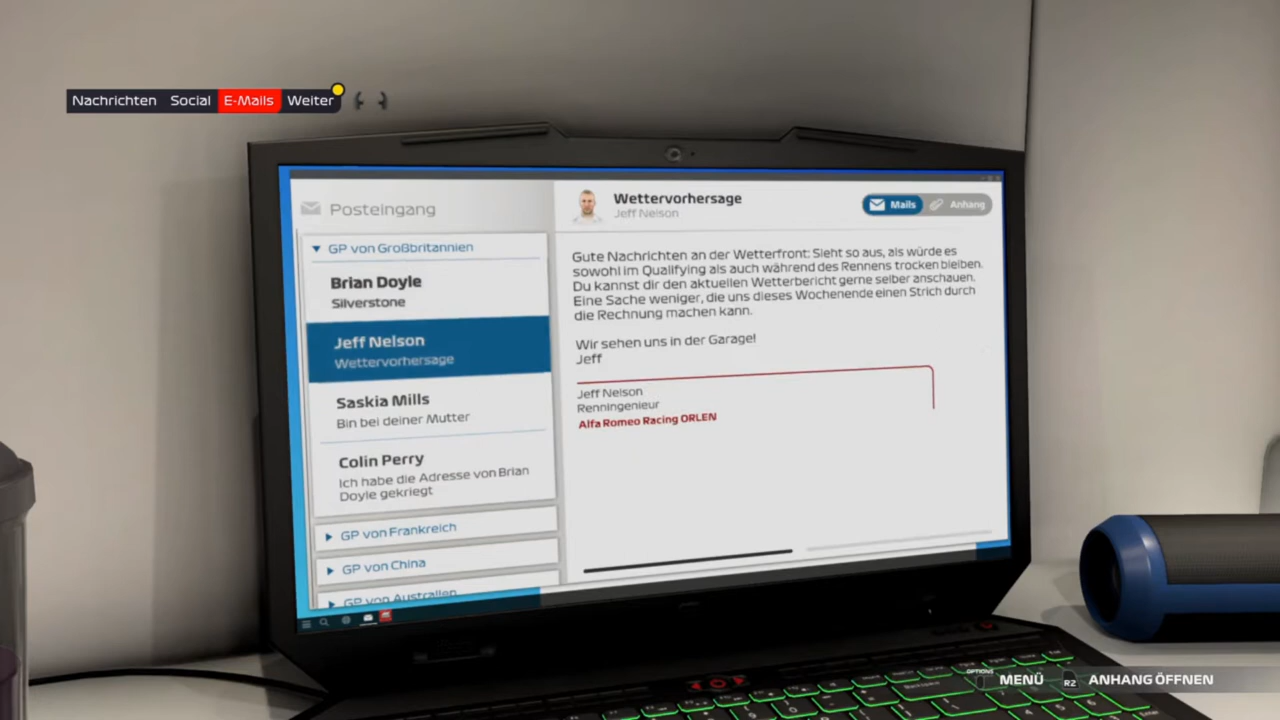 Nachrichten Social E-Mails Weiter
Posteingang
GP von Großbritannien
Brian Doyle
Silverstone
Jeff Nelson
Wettervorhersage
Saskia Mills
Bin bei deiner Mutter
Colin Perry
Ich habe die Adresse von Brian
Doyle gekriegt
GP von Frankreich
GP von China
GP von Australien
Wettervorhersage
Jeff Nelson
Mails Anhang
Gute Nachrichten an der Wetterfront: Sieht so aus, als würde es
sowohl im Qualifying als auch während des Rennens trocken bleiben.
Du kannst dir den aktuellen Wetterbericht gerne selber anschauen.
Eine Sache weniger, die uns dieses Wochenende einen Strich durch
die Rechnung machen kann.
Wir sehen uns in der Garage!
Jeff
Jeff Nelson
Renningenieur
Alfa Romeo Racing ORLEN
OPTIONS MENÜ R2 ANHANG ÖFFNEN